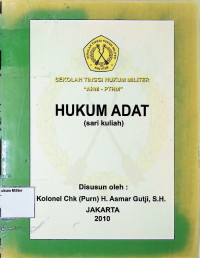 SEKOLAH TINGGI HUKUM MILITER
"AHM - PTHM"
HUKUM ADAT
(sari kuliah)
Disusun oleh :
Kolonel Chk (Purn) H. Asmar Gutji, S.H.
JAKARTA
2010